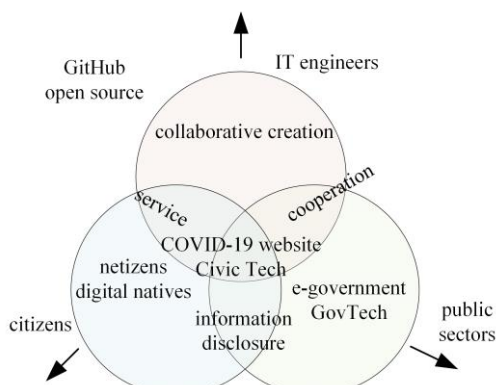 GitHub
open source
IT engineers
collaborative creation
service
cooperation
COVID-19 website
Civic Tech
netizens
digital natives
e-government
GovTech
information
disclosure
citizens
public
sectors